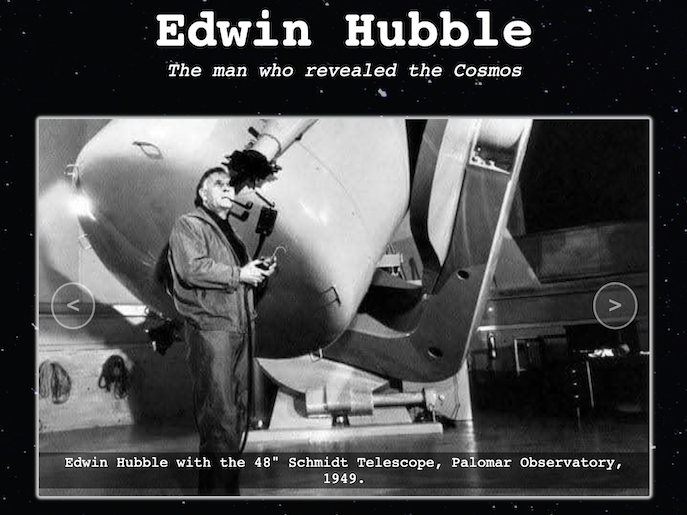 Edwin Hubble
The man who revealed the Cosmos
<
>
Edwin Hubble with the 48" Schmidt Telescope, Palomar Observatory,
1949.